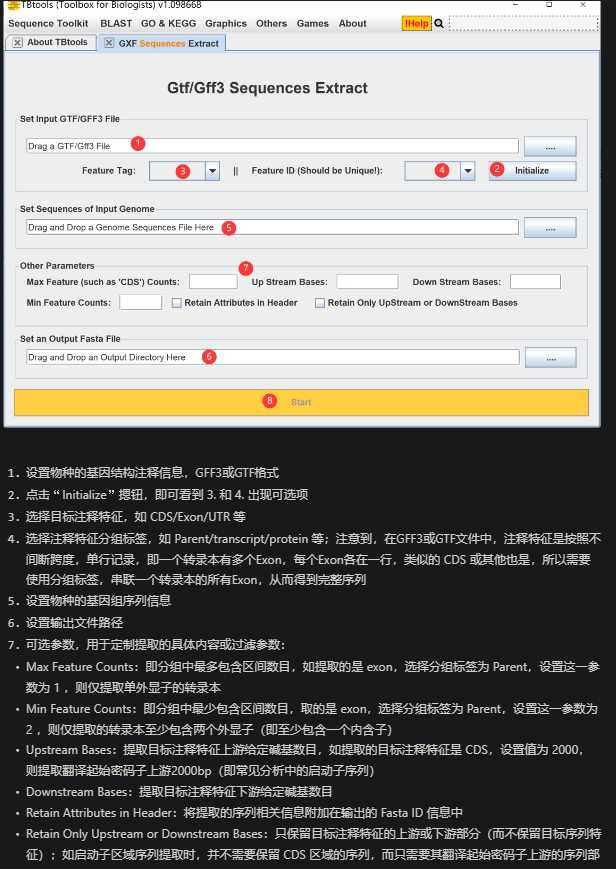 TBtools (Toolbox for Biologists) v1.098668
Sequence Toolkit BLAST GO & KEGG Graphics Others Games About !Help
About TBtools GXF Sequences Extract
Gtf/Gff3 Sequences Extract
Set Input GTF/GFF3 File
Drag a GTF/Gff3 File 1 ....
Feature Tag: 3 || Feature ID (Should be Unique!): 4 2 Initialize
Set Sequences of Input Genome
Drag and Drop a Genome Sequences File Here 5 ....
Other Parameters 7
Max Feature (such as 'CDS') Counts: Up Stream Bases: Down Stream Bases:
Min Feature Counts: Retain Attributes in Header Retain Only UpStream or DownStream Bases
Set an Output Fasta File
Drag and Drop an Output Directory Here 6 ....
8 Start
1. 设置物种的基因结构注释信息，GFF3或GTF格式
2. 点击“Initialize”摁钮，即可看到 3. 和 4. 出现可选项
3. 选择目标注释特征，如 CDS/Exon/UTR 等
4. 选择注释特征分组标签，如 Parent/transcript/protein 等；注意到，在GFF3或GTF文件中，注释特征是按照不
间断跨度，单行记录，即一个转录本有多个Exon，每个Exon各在一行，类似的 CDS 或其他也是，所以需要
使用分组标签，串联一个转录本的所有Exon，从而得到完整序列
5. 设置物种的基因组序列信息
6. 设置输出文件路径
7. 可选参数，用于定制提取的具体内容或过滤参数：
• Max Feature Counts：即分组中最多包含区间数目，如提取的是 exon，选择分组标签为 Parent，设置这一参
数为 1 ，则仅提取单外显子的转录本
• Min Feature Counts：即分组中最少包含区间数目，取的是 exon，选择分组标签为 Parent，设置这一参数为
2 ，则仅提取的转录本至少包含两个外显子（即至少包含一个内含子）
• Upstream Bases：提取目标注释特征上游给定碱基数目，如提取的目标注释特征是 CDS，设置值为 2000，
则提取翻译起始密码子上游2000bp（即常见分析中的启动子序列）
• Downstream Bases：提取目标注释特征下游给定碱基数目
• Retain Attributes in Header：将提取的序列相关信息附加在输出的 Fasta ID 信息中
• Retain Only Upstream or Downstream Bases：只保留目标注释特征的上游或下游部分（而不保留目标序列特
征）；如启动子区域序列提取时，并不需要保留 CDS 区域的序列，而只需要其翻译起始密码子上游的序列部